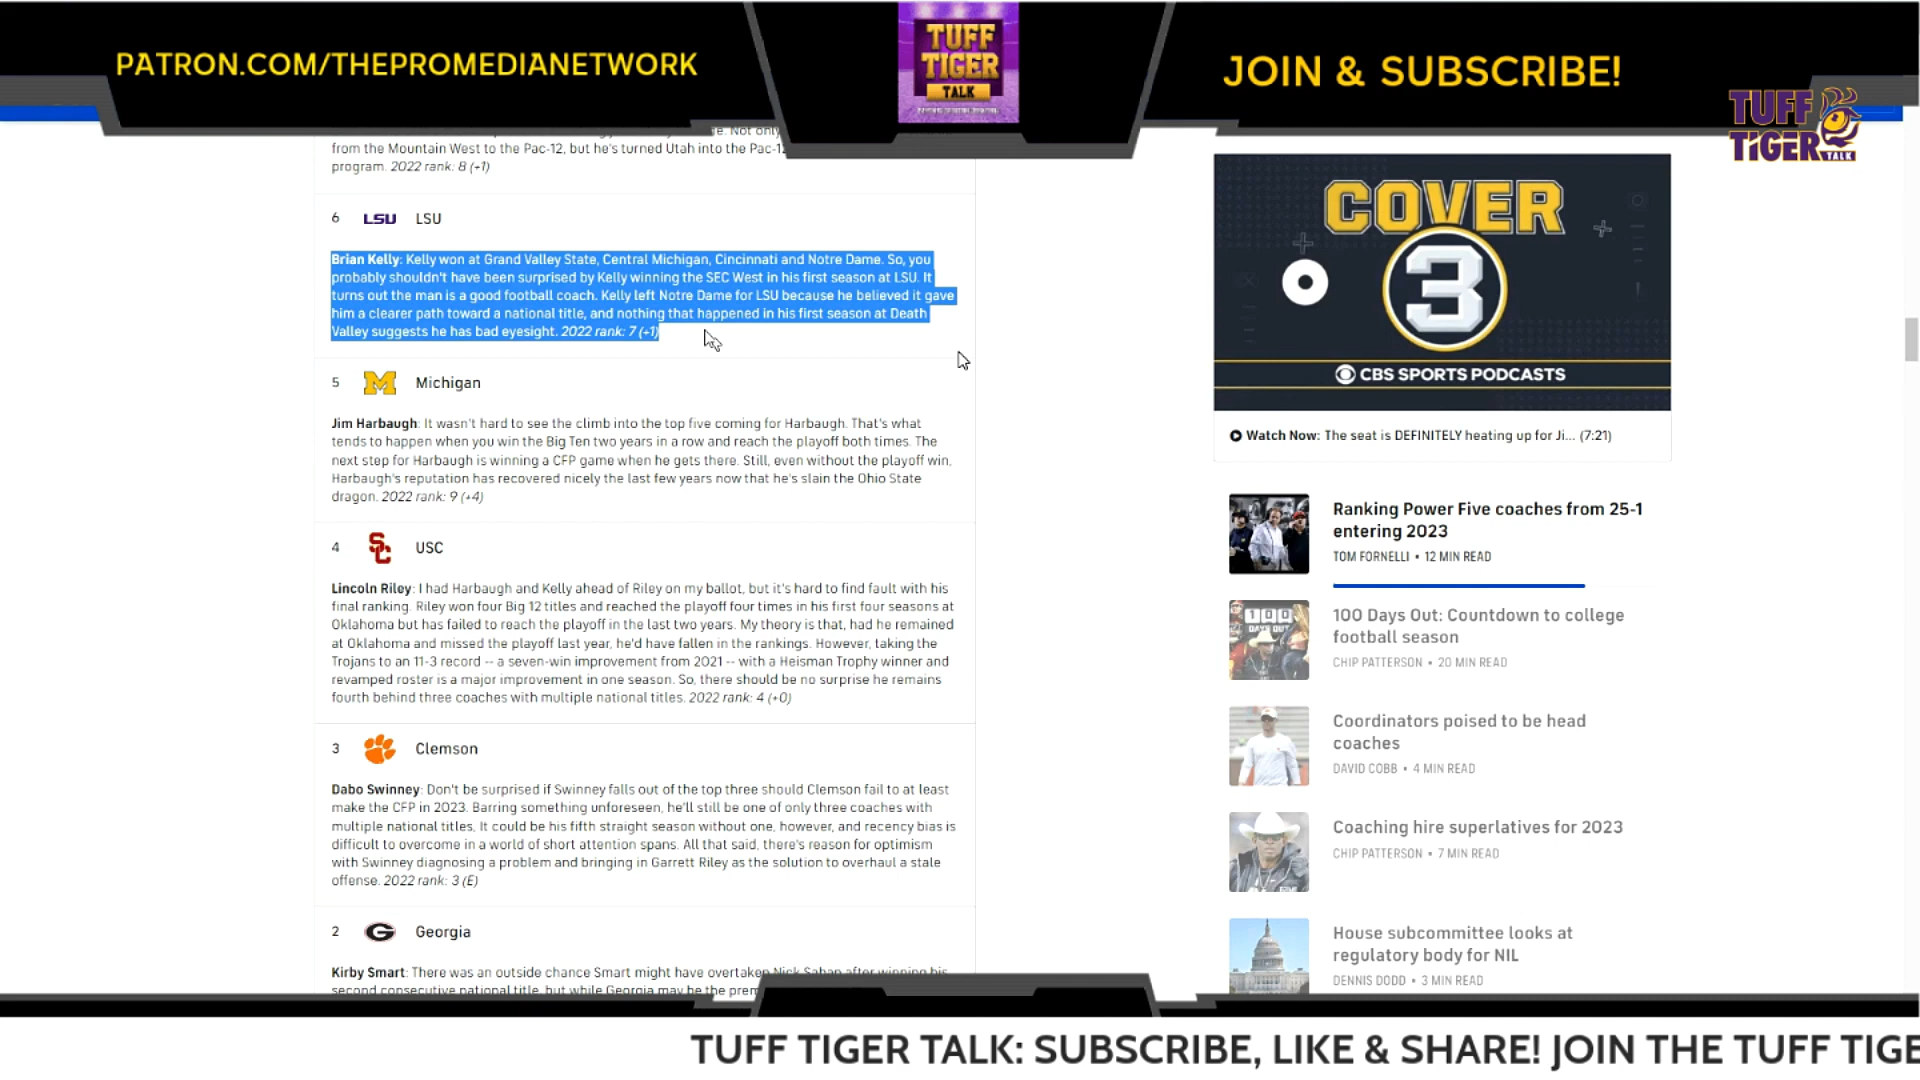 PATRON.COM/THEPROMEDIANETWORK
TUFF
TIGER
TALK
JOIN & SUBSCRIBE!
TUFF
TIGER
TALK
Not only
from the Mountain West to the Pac-12, but he's turned Utah into the Pac-12
program. 2022 rank: 8 (+1)
6 LSU LSU
Brian Kelly: Kelly won at Grand Valley State, Central Michigan, Cincinnati and Notre Dame. So, you
probably shouldn't have been surprised by Kelly winning the SEC West in his first season at LSU. It
turns out the man is a good football coach. Kelly left Notre Dame for LSU because he believed it gave
him a clearer path toward a national title, and nothing that happened in his first season at Death
Valley suggests he has bad eyesight. 2022 rank: 7 (+1)
5 M Michigan
Jim Harbaugh: It wasn't hard to see the climb into the top five coming for Harbaugh. That's what
tends to happen when you win the Big Ten two years in a row and reach the playoff both times. The
next step for Harbaugh is winning a CFP game when he gets there. Still, even without the playoff win,
Harbaugh's reputation has recovered nicely the last few years now that he's slain the Ohio State
dragon. 2022 rank: 9 (+4)
4 SC USC
Lincoln Riley: I had Harbaugh and Kelly ahead of Riley on my ballot, but it's hard to find fault with his
final ranking. Riley won four Big 12 titles and reached the playoff four times in his first four seasons at
Oklahoma but has failed to reach the playoff in the last two years. My theory is that, had he remained
at Oklahoma and missed the playoff last year, he'd have fallen in the rankings. However, taking the
Trojans to an 11-3 record -- a seven-win improvement from 2021 -- with a Heisman Trophy winner and
revamped roster is a major improvement in one season. So, there should be no surprise he remains
fourth behind three coaches with multiple national titles. 2022 rank: 4 (+0)
3 Clemson
Dabo Swinney: Don't be surprised if Swinney falls out of the top three should Clemson fail to at least
make the CFP in 2023. Barring something unforeseen, he'll still be one of only three coaches with
multiple national titles. It could be his fifth straight season without one, however, and recency bias is
difficult to overcome in a world of short attention spans. All that said, there's reason for optimism
with Swinney diagnosing a problem and bringing in Garrett Riley as the solution to overhaul a stale
offense. 2022 rank: 3 (E)
2 G Georgia
Kirby Smart: There was an outside chance Smart might have overtaken Nick Saban after winning his
second consecutive national title, but while Georgia may be the
COVER
3
CBS SPORTS PODCASTS
Watch Now: The seat is DEFINITELY heating up for Ji... (7:21)
Ranking Power Five coaches from 25-1
entering 2023
TOM FORNELLI • 12 MIN READ
100 Days Out: Countdown to college
football season
CHIP PATTERSON • 20 MIN READ
Coordinators poised to be head
coaches
DAVID COBB • 4 MIN READ
Coaching hire superlatives for 2023
CHIP PATTERSON • 7 MIN READ
House subcommittee looks at
regulatory body for NIL
DENNIS DODD • 3 MIN READ
TUFF TIGER TALK: SUBSCRIBE, LIKE & SHARE! JOIN THE TUFF TIGE